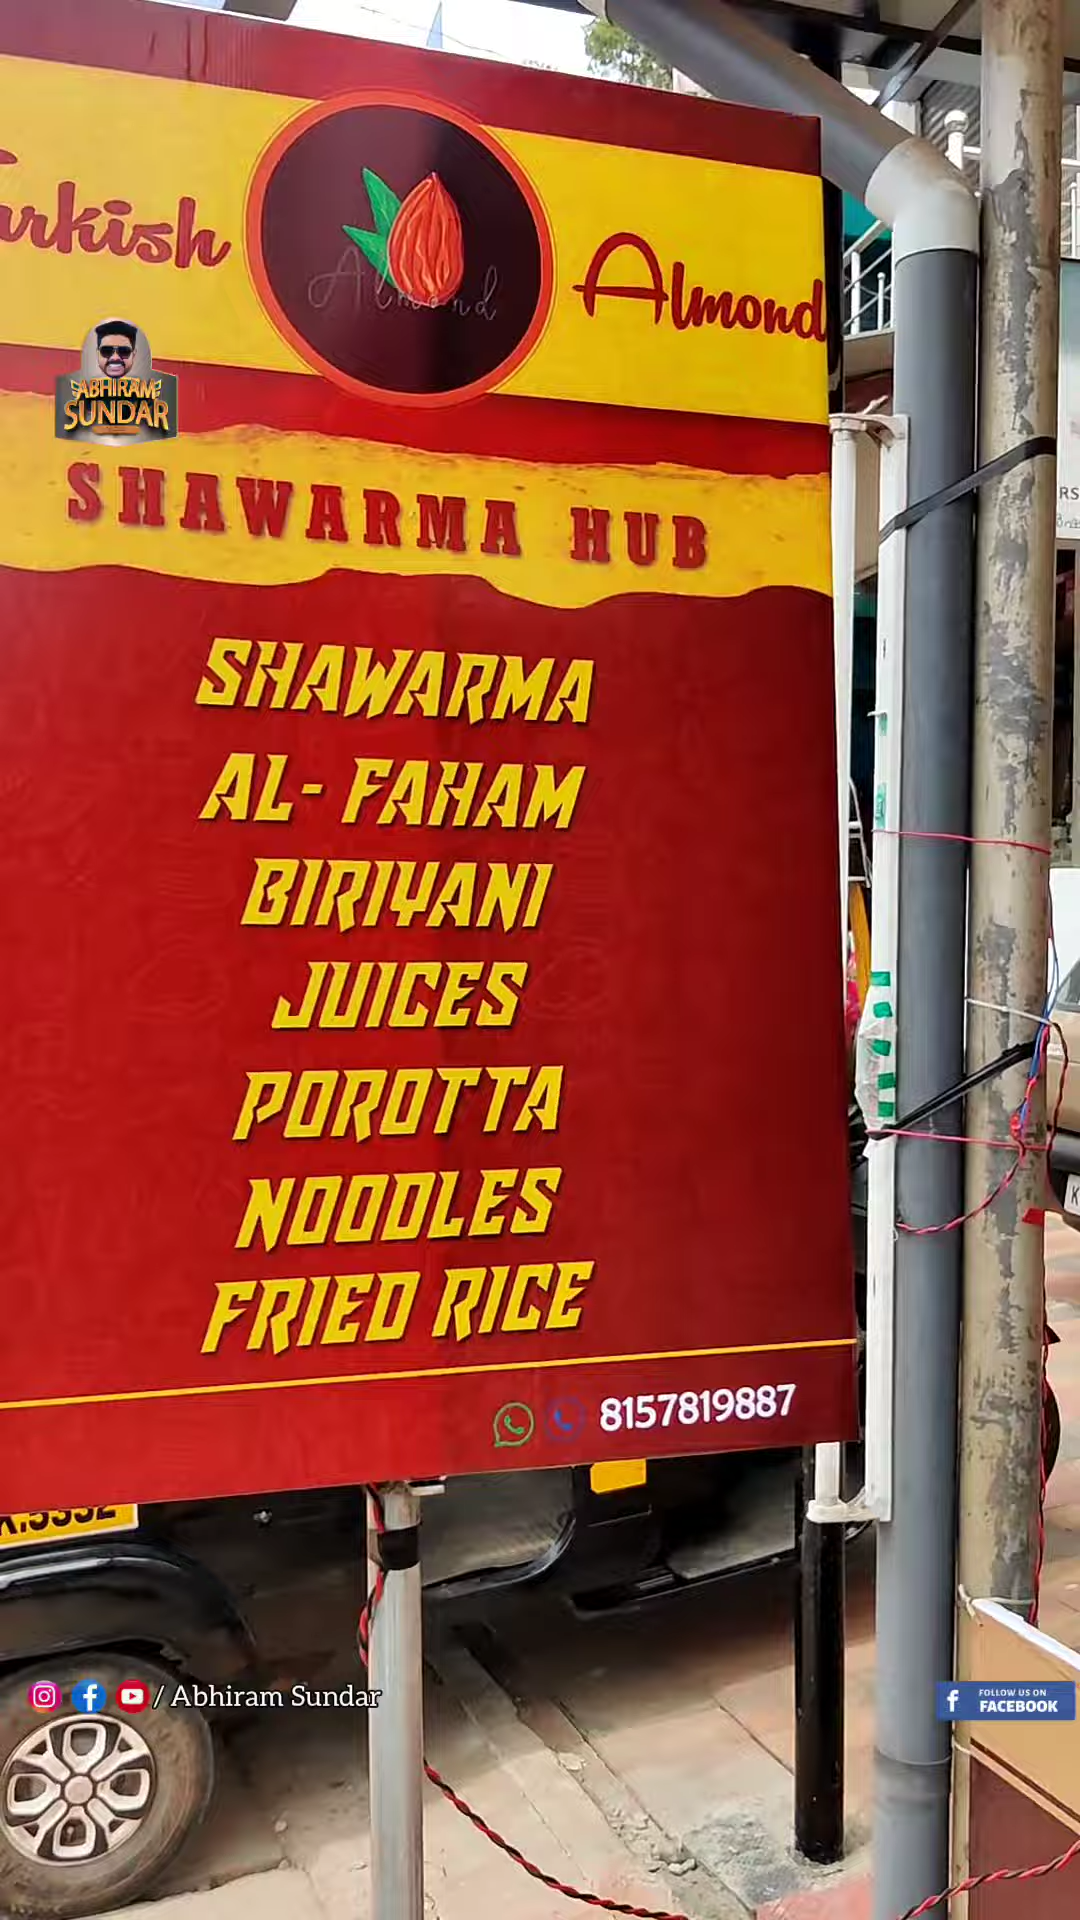 Turkish
Almond
Almond
ABHIRAM
SUNDAR
SHAWARMA HUB
SHAWARMA
AL- FAHAM
BIRIYANI
JUICES
POROTTA
NOODLES
FRIED RICE
8157819887
/ Abhiram Sundar
FOLLOW US ON
FACEBOOK